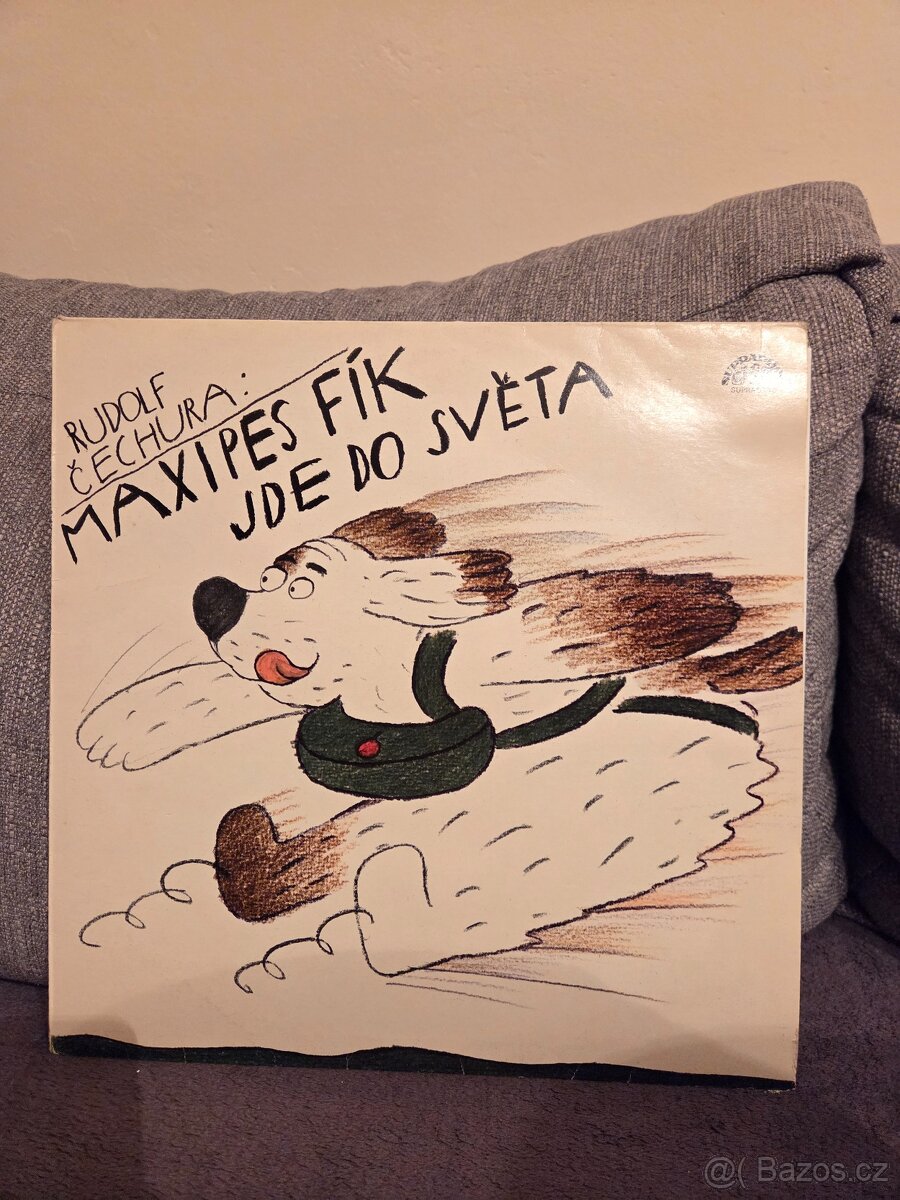 RUDOLF
ČECHURA:
MAXIPES FÍK
JDE DO SVĚTA
SUPRAPHON
@( Bazos.cz